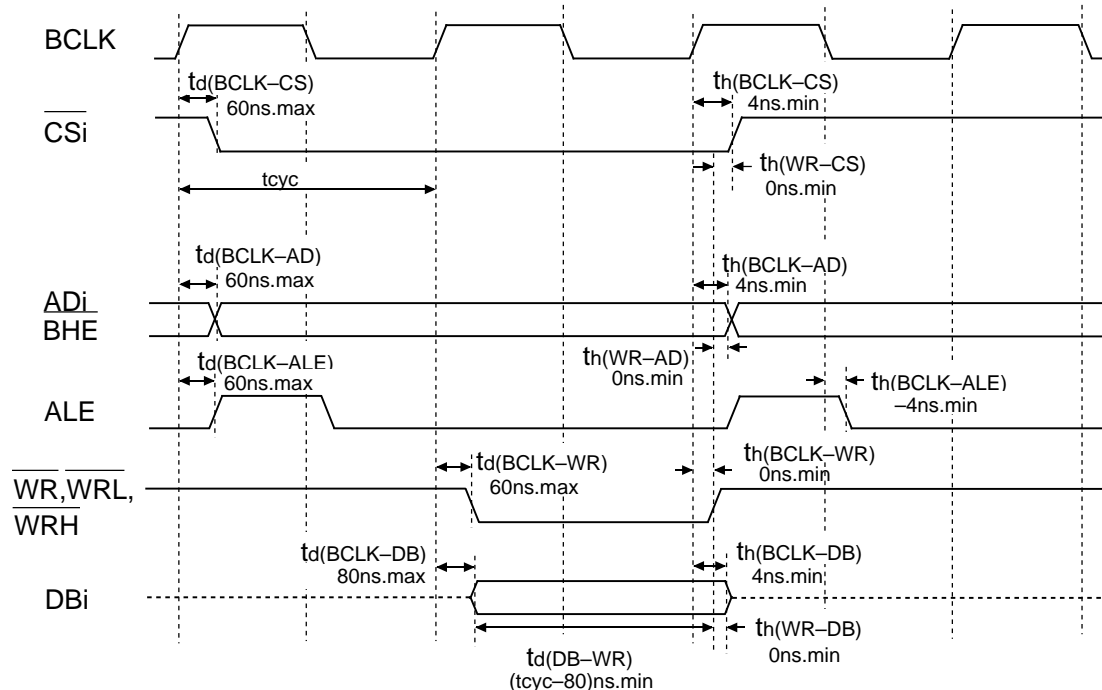 BCLK
td(BCLK–CS)
60ns.max
th(BCLK–CS)
4ns.min
CSi
th(WR–CS)
0ns.min
tcyc
td(BCLK–AD)
60ns.max
th(BCLK–AD)
4ns.min
ADi
BHE
td(BCLK–ALE)
60ns.max
th(WR–AD)
0ns.min
th(BCLK–ALE)
–4ns.min
ALE
td(BCLK–WR)
60ns.max
th(BCLK–WR)
0ns.min
WR,WRL,
WRH
td(BCLK–DB)
80ns.max
th(BCLK–DB)
4ns.min
DBi
td(DB–WR)
(tcyc–80)ns.min
th(WR–DB)
0ns.min